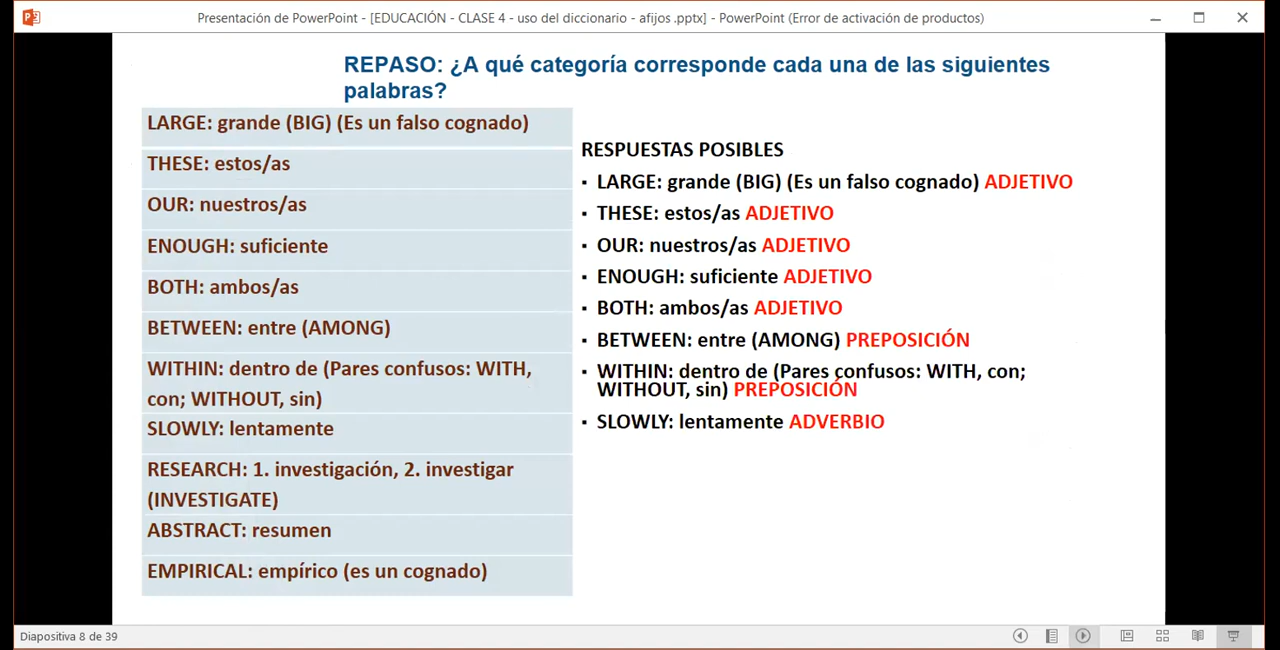 Presentación de PowerPoint - [EDUCACIÓN - CLASE 4 - uso del diccionario - afijos .pptx] - PowerPoint (Error de activación de productos)
REPASO: ¿A qué categoría corresponde cada una de las siguientes
palabras?
LARGE: grande (BIG) (Es un falso cognado)
THESE: estos/as
OUR: nuestros/as
ENOUGH: suficiente
BOTH: ambos/as
BETWEEN: entre (AMONG)
WITHIN: dentro de (Pares confusos: WITH,
con; WITHOUT, sin)
SLOWLY: lentamente
RESEARCH: 1. investigación, 2. investigar
(INVESTIGATE)
ABSTRACT: resumen
EMPIRICAL: empírico (es un cognado)
RESPUESTAS POSIBLES
▪ LARGE: grande (BIG) (Es un falso cognado) ADJETIVO
▪ THESE: estos/as ADJETIVO
▪ OUR: nuestros/as ADJETIVO
▪ ENOUGH: suficiente ADJETIVO
▪ BOTH: ambos/as ADJETIVO
▪ BETWEEN: entre (AMONG) PREPOSICIÓN
▪ WITHIN: dentro de (Pares confusos: WITH, con;
WITHOUT, sin) PREPOSICIÓN
▪ SLOWLY: lentamente ADVERBIO
Diapositiva 8 de 39